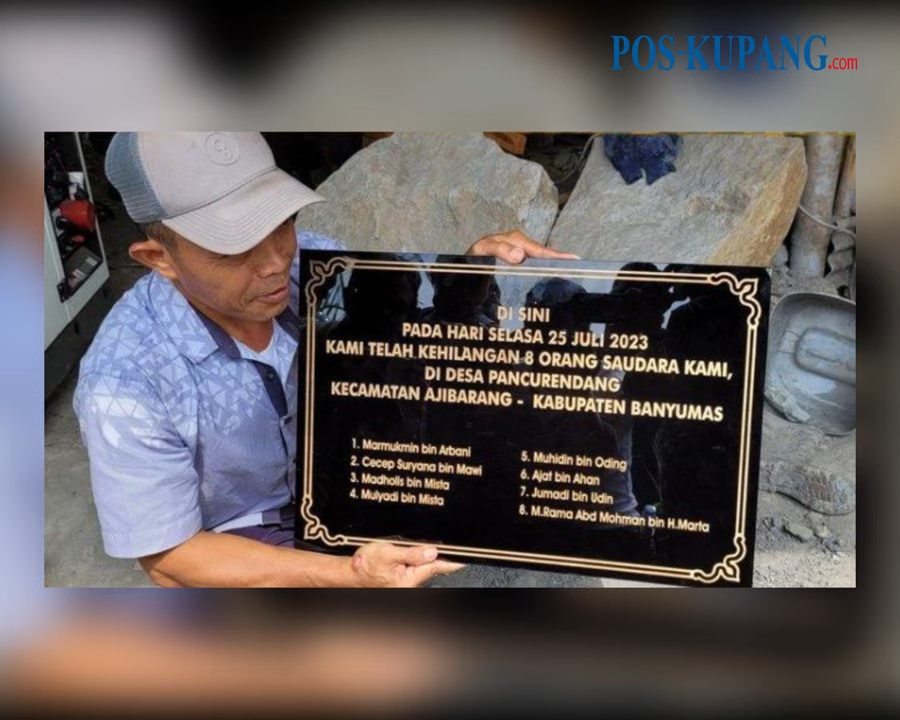 POS-KUPANG.com
DI SINI
PADA HARI SELASA 25 JULI 2023
KAMI TELAH KEHILANGAN 8 ORANG SAUDARA KAMI,
DI DESA PANCURENDANG
KECAMATAN AJIBARANG - KABUPATEN BANYUMAS
1. Marmukmin bin Arbani
2. Cecep Suryana bin Mawi
3. Madholis bin Mista
4. Mulyadi bin Mista
5. Muhidin bin Oding
6. Ajat bin Ahan
7. Jumadi bin Udin
8. M.Rama Abd Mohman bin H.Marta